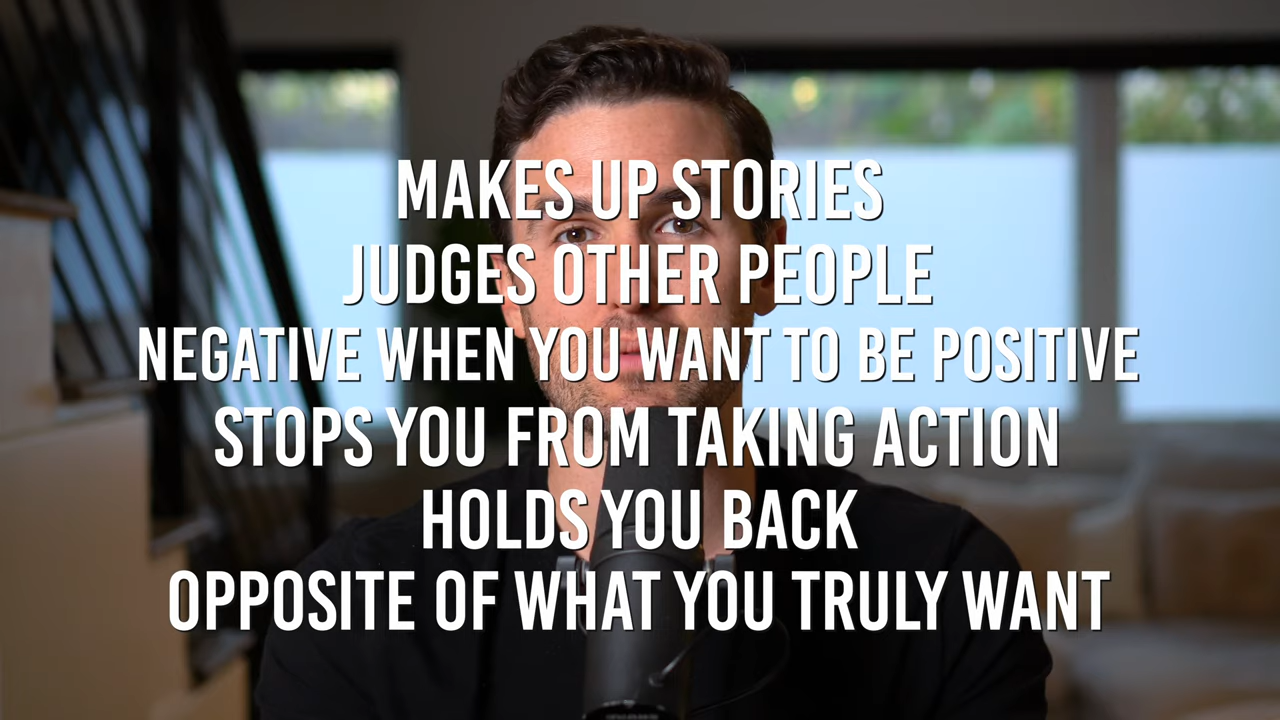 MAKES UP STORIES
JUDGES OTHER PEOPLE
NEGATIVE WHEN YOU WANT TO BE POSITIVE
STOPS YOU FROM TAKING ACTION
HOLDS YOU BACK
OPPOSITE OF WHAT YOU TRULY WANT